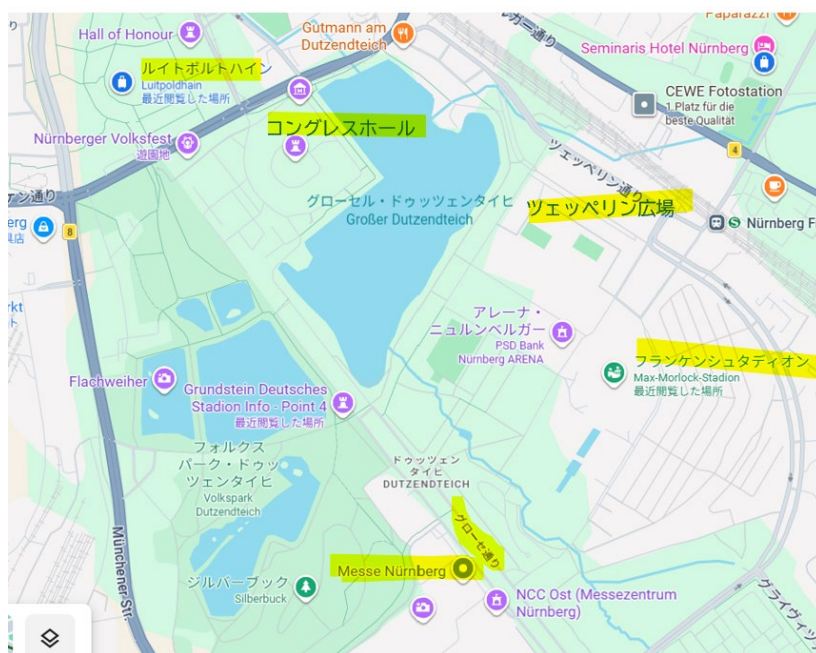 Hall of Honour
Gutmann am
Dutzendteich
Paparazzi
Seminaris Hotel Nürnberg
ルイトポルトハイン
Luitpoldhain
最近閲覧した場所
CEWE Fotostation
1 Platz für die
beste Qualität
コングレスホール
Nürnberger Volksfest
遊園地
4
ツェッペリン通り
グローセル・ドゥッツェンタイヒ
Großer Dutzendteich
ツェッペリン広場
8
Nürnberg F
アレーナ・
ニュルンベルガー
PSD Bank
Nürnberg ARENA
フランケンシュタディオン
Max-Morlock-Stadion
最近閲覧した場所
Flachweiher
Grundstein Deutsches
Stadion Info - Point 4
最近閲覧した場所
フォルクス
パーク・ドゥッ
ツェンタイヒ
Volkspark
Dutzendteich
ドゥッツェン
タイヒ
DUTZENDTEICH
グローセ通り
Münchener Str.
Messe Nürnberg
ジルバーブック
Silberbuck
NCC Ost (Messezentrum
Nürnberg)